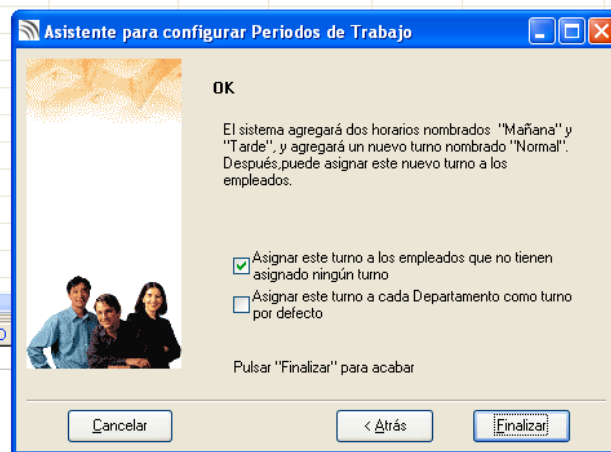 Asistente para configurar Periodos de Trabajo
OK
El sistema agregará dos horarios nombrados "Mañana" y
"Tarde", y agregará un nuevo turno nombrado "Normal".
Después,puede asignar este nuevo turno a los
empleados.
Asignar este turno a los empleados que no tienen
asignado ningún turno
Asignar este turno a cada Departamento como turno
por defecto
Pulsar "Finalizar" para acabar
Cancelar
< Atrás
Finalizar